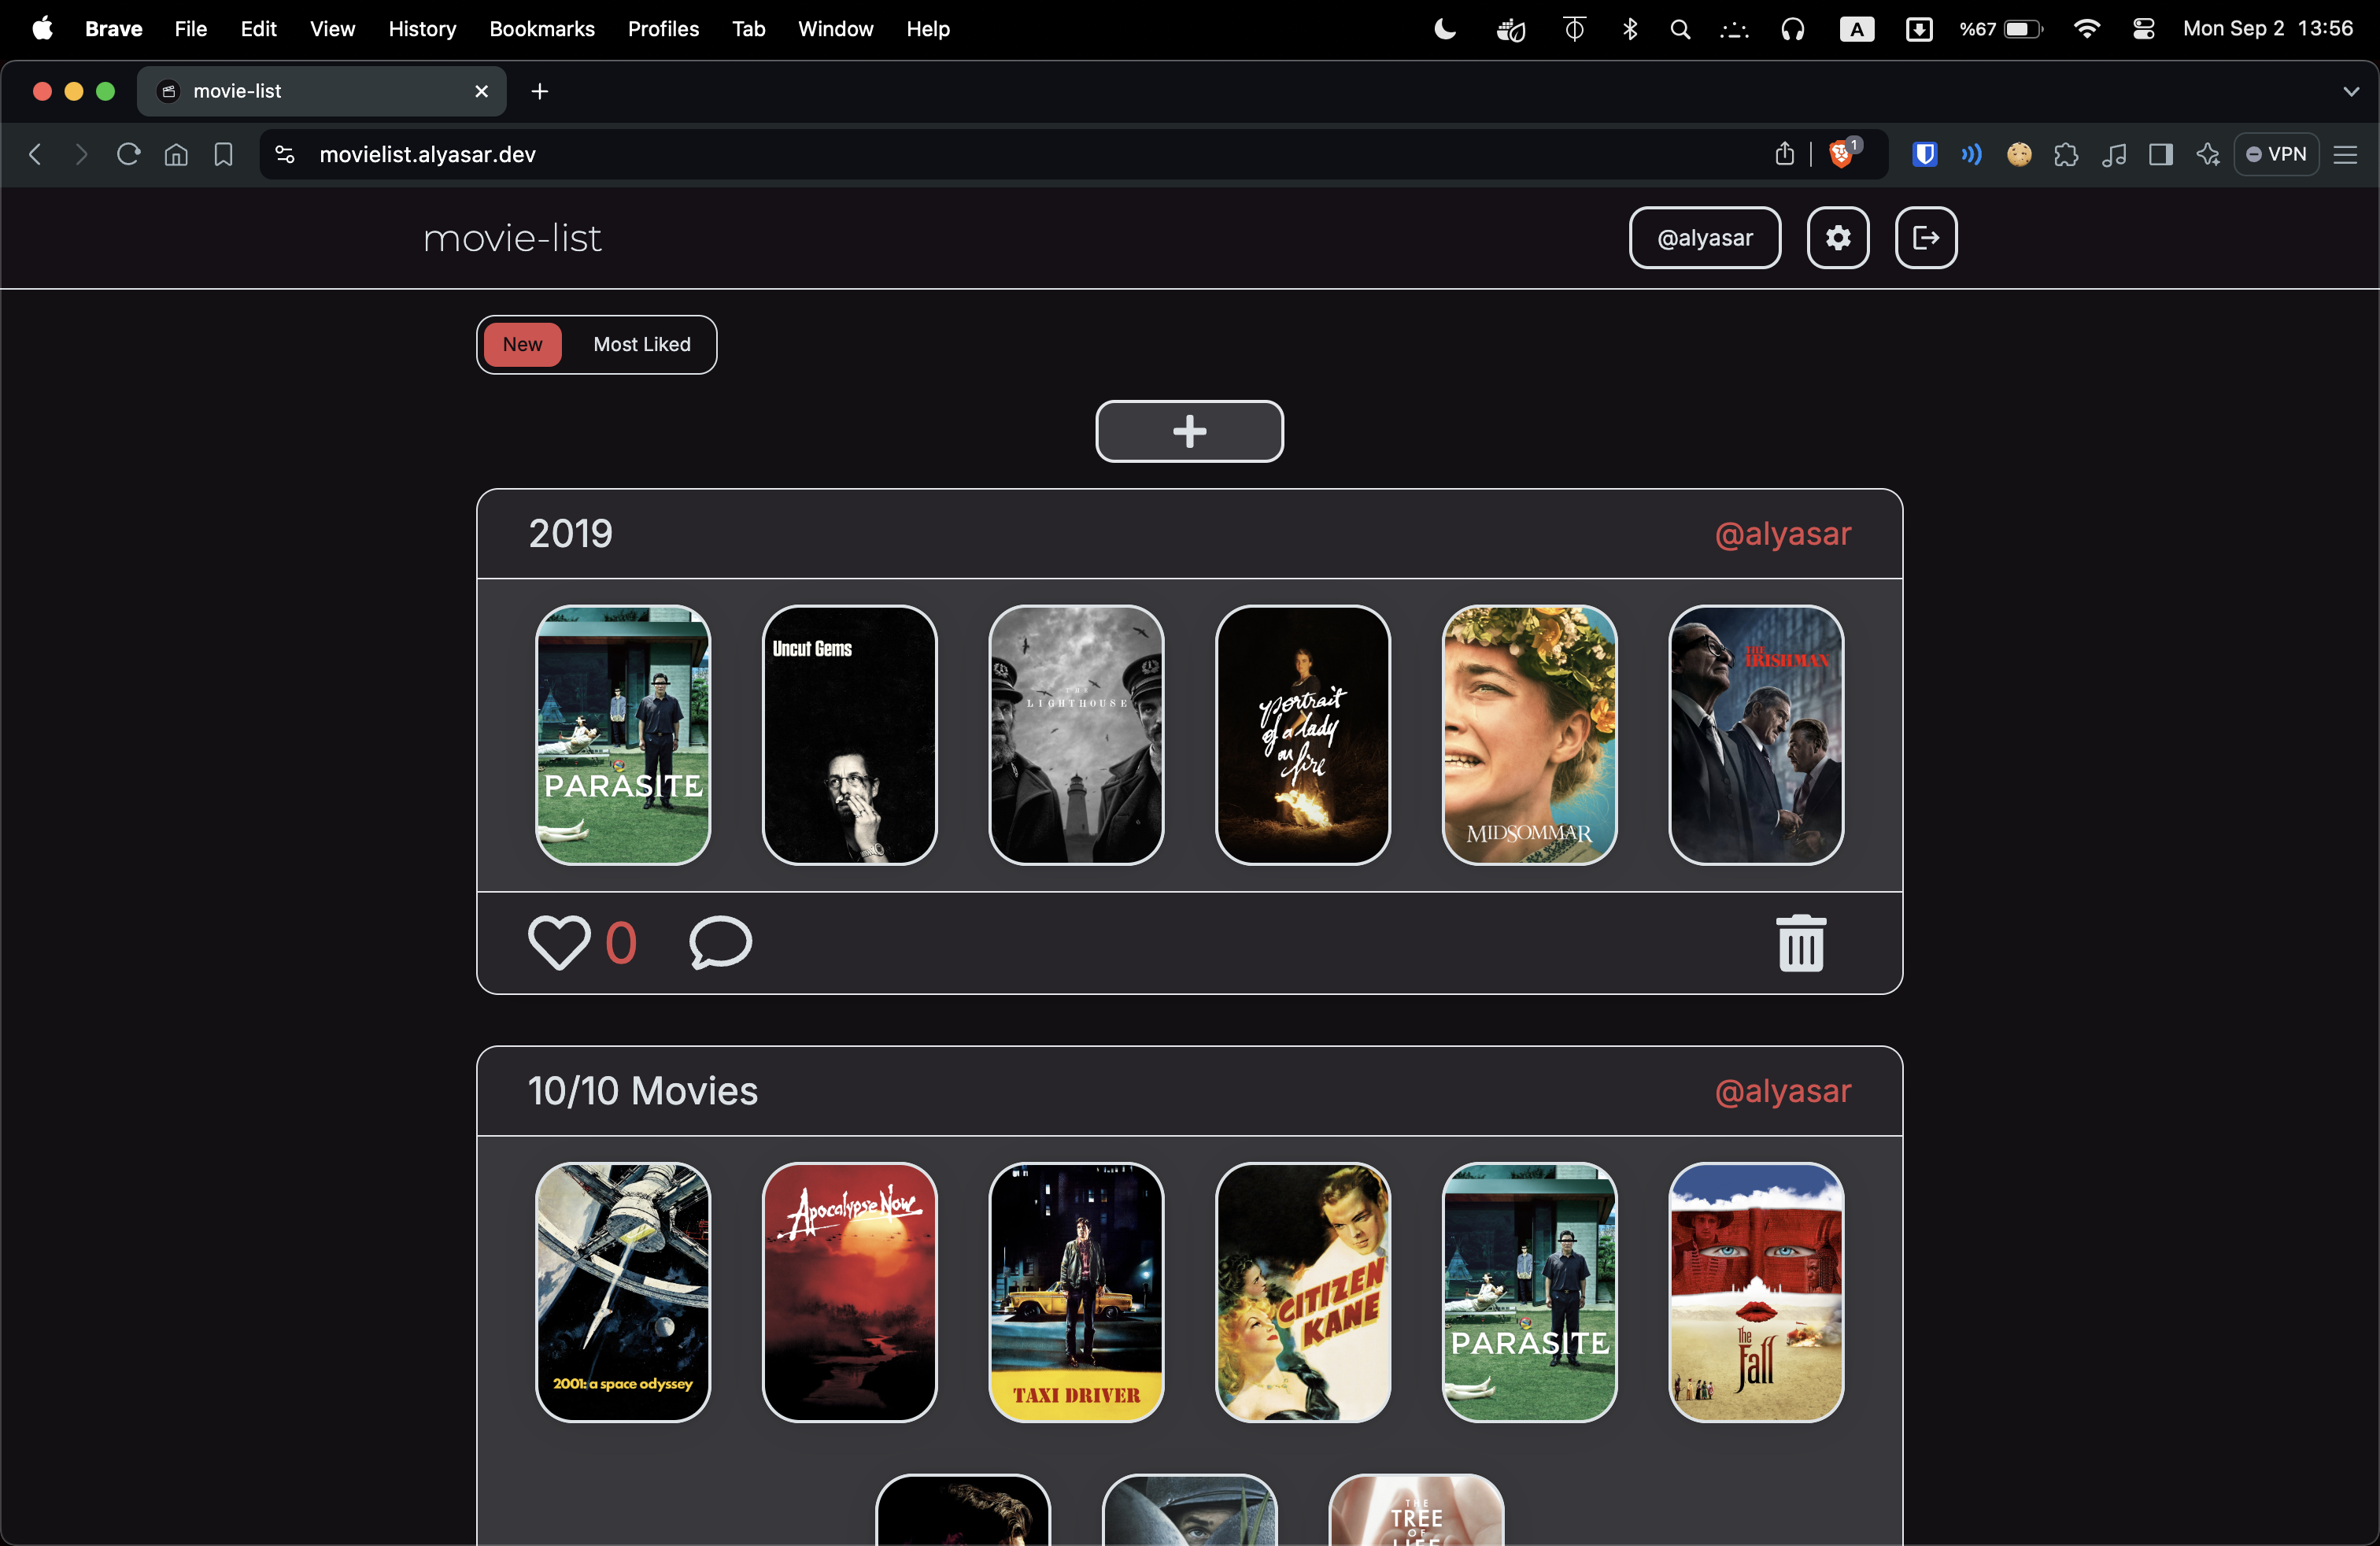 Brave File Edit View History Bookmarks Profiles Tab Window Help A %67 Mon Sep 2 13:56
movie-list
movielist.alyasar.dev 1 VPN
movie-list @alyasar
New Most Liked
2019 @alyasar
PARASITE
Uncut Gems
THE
LIGHTHOUSE
portrait
of a lady
on
fire
MIDSOMMAR
THE
IRISHMAN
0
10/10 Movies @alyasar
2001: a space odyssey
Apocalypse Now
TAXI DRIVER
CITIZEN
KANE
PARASITE
The
fall
THE
TREE
OF
LIFE